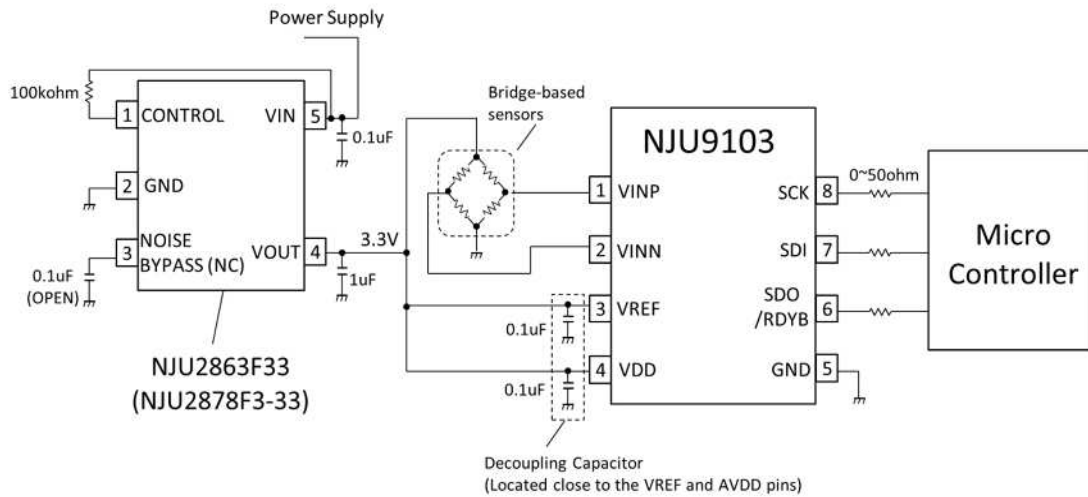 Power Supply
100kohm
1 CONTROL VIN 5
0.1uF
2 GND
3 NOISE BYPASS (NC) VOUT 4
0.1uF
(OPEN)
1uF
3.3V
NJU2863F33
(NJU2878F3-33)
Bridge-based
sensors
NJU9103
1 VINP SCK 8
0~50ohm
2 VINN SDI 7
3 VREF SDO
/RDYB 6
0.1uF
4 VDD GND 5
0.1uF
Micro
Controller
Decoupling Capacitor
(Located close to the VREF and AVDD pins)